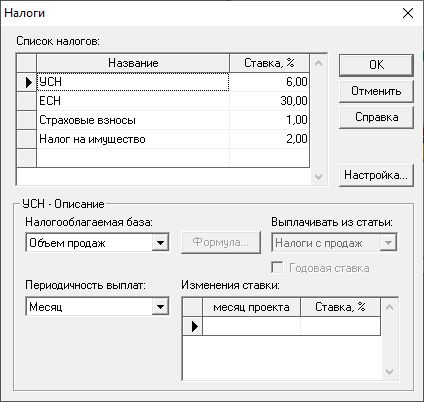 Налоги
Список налогов:
Название Ставка, %
УСН 6,00
ЕСН 30,00
Страховые взносы 1,00
Налог на имущество 2,00
OK
Отменить
Справка
Настройка...
УСН - Описание
Налогооблагаемая база:
Объем продаж
Формула...
Выплачивать из статьи:
Налоги с продаж
Годовая ставка
Периодичность выплат:
Месяц
Изменения ставки:
месяц проекта Ставка, %